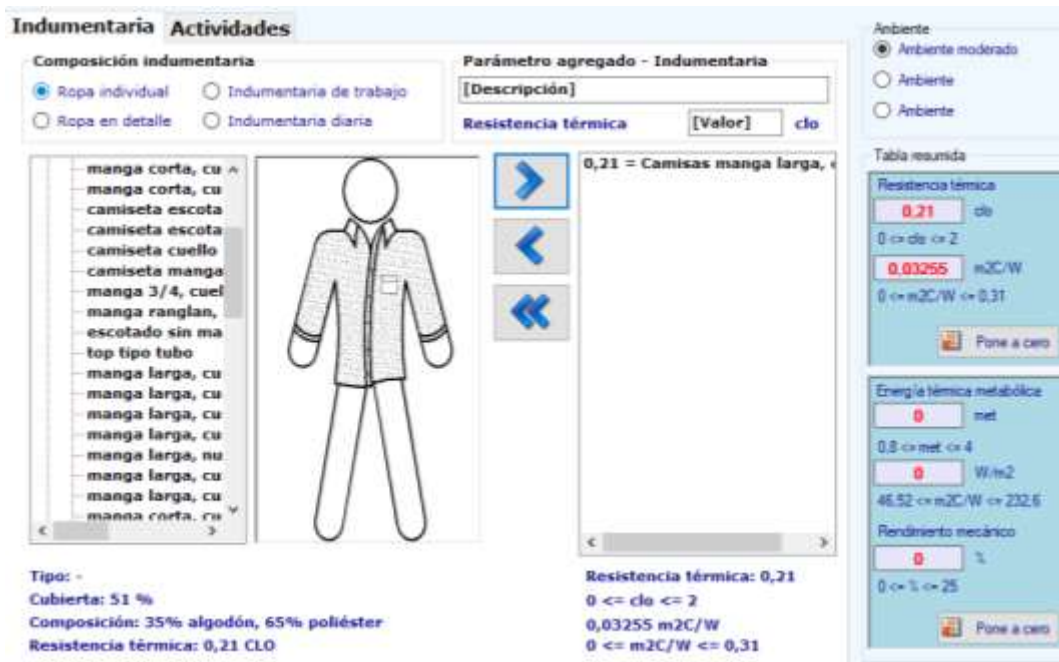 Indumentaria Actividades
Composición indumentaria
Ropa individual
Indumentaria de trabajo
Ropa en detalle
Indumentaria diaria
Parámetro agregado - Indumentaria
[Descripción]
Resistencia térmica [Valor] clo
manga corta, cu
manga corta, cu
camiseta escota
camiseta escota
camiseta cuello
camiseta manga
manga 3/4, cuel
manga ranglan,
escotado sin ma
top tipo tubo
manga larga, cu
manga larga, cu
manga larga, cu
manga larga, cu
manga larga, nu
manga larga, cu
manga larga, cu
manga corta, cu
0,21 = Camisas manga larga,
Tipo: -
Cubierta: 51 %
Composición: 35% algodón, 65% poliéster
Resistencia térmica: 0,21 CLO
Resistencia térmica: 0,21
0 <= clo <= 2
0,03255 m2C/W
0 <= m2C/W <= 0,31
Ambiente
Ambiente moderado
Ambiente
Ambiente
Tabla resumida
Resistencia térmica
0,21 clo
0 <= clo <= 2
0,03255 m2C/W
0 <= m2C/W <= 0,31
Pone a cero
Energía térmica metabólica
0 met
0,8 <= met <= 4
0 W/m2
46,52 <= m2C/W <= 232,6
Rendimiento mecánico
0 %
0 <= % <= 25
Pone a cero